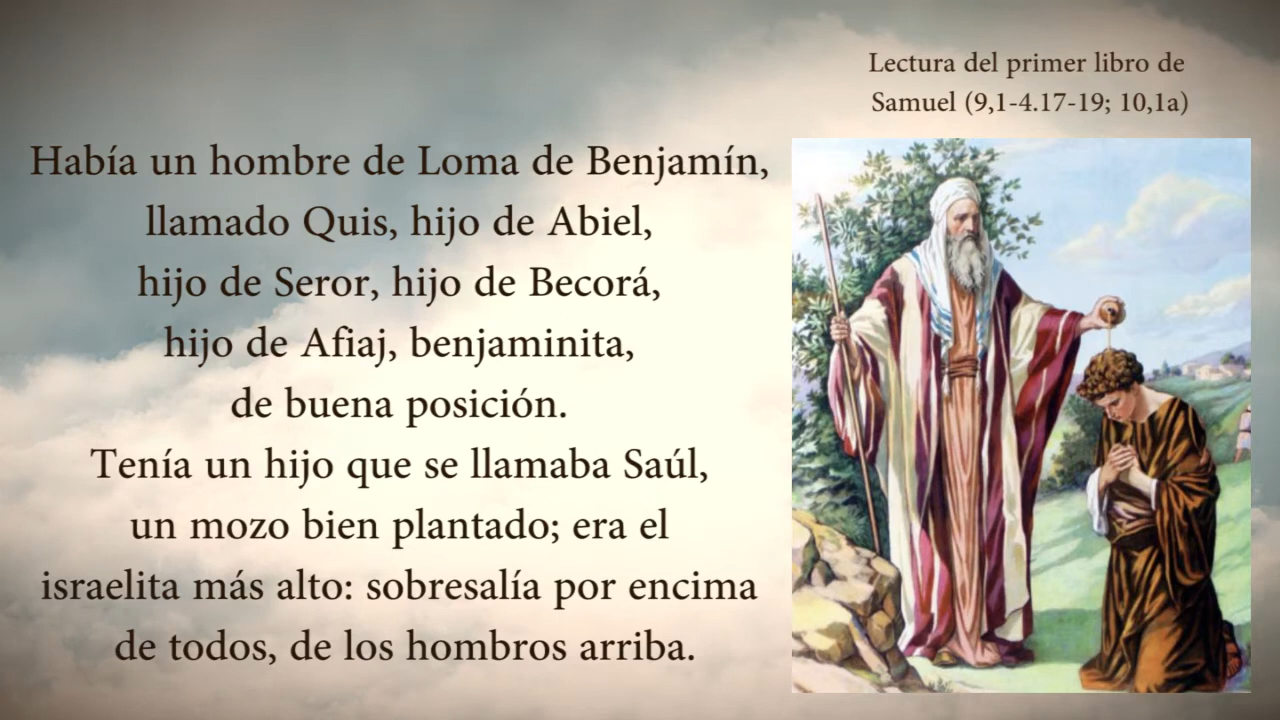 Lectura del primer libro de
Samuel (9,1-4.17-19; 10,1a)
Había un hombre de Loma de Benjamín,
llamado Quis, hijo de Abiel,
hijo de Seror, hijo de Becorá,
hijo de Afiaj, benjaminita,
de buena posición.
Tenía un hijo que se llamaba Saúl,
un mozo bien plantado; era el
israelita más alto: sobresalía por encima
de todos, de los hombros arriba.